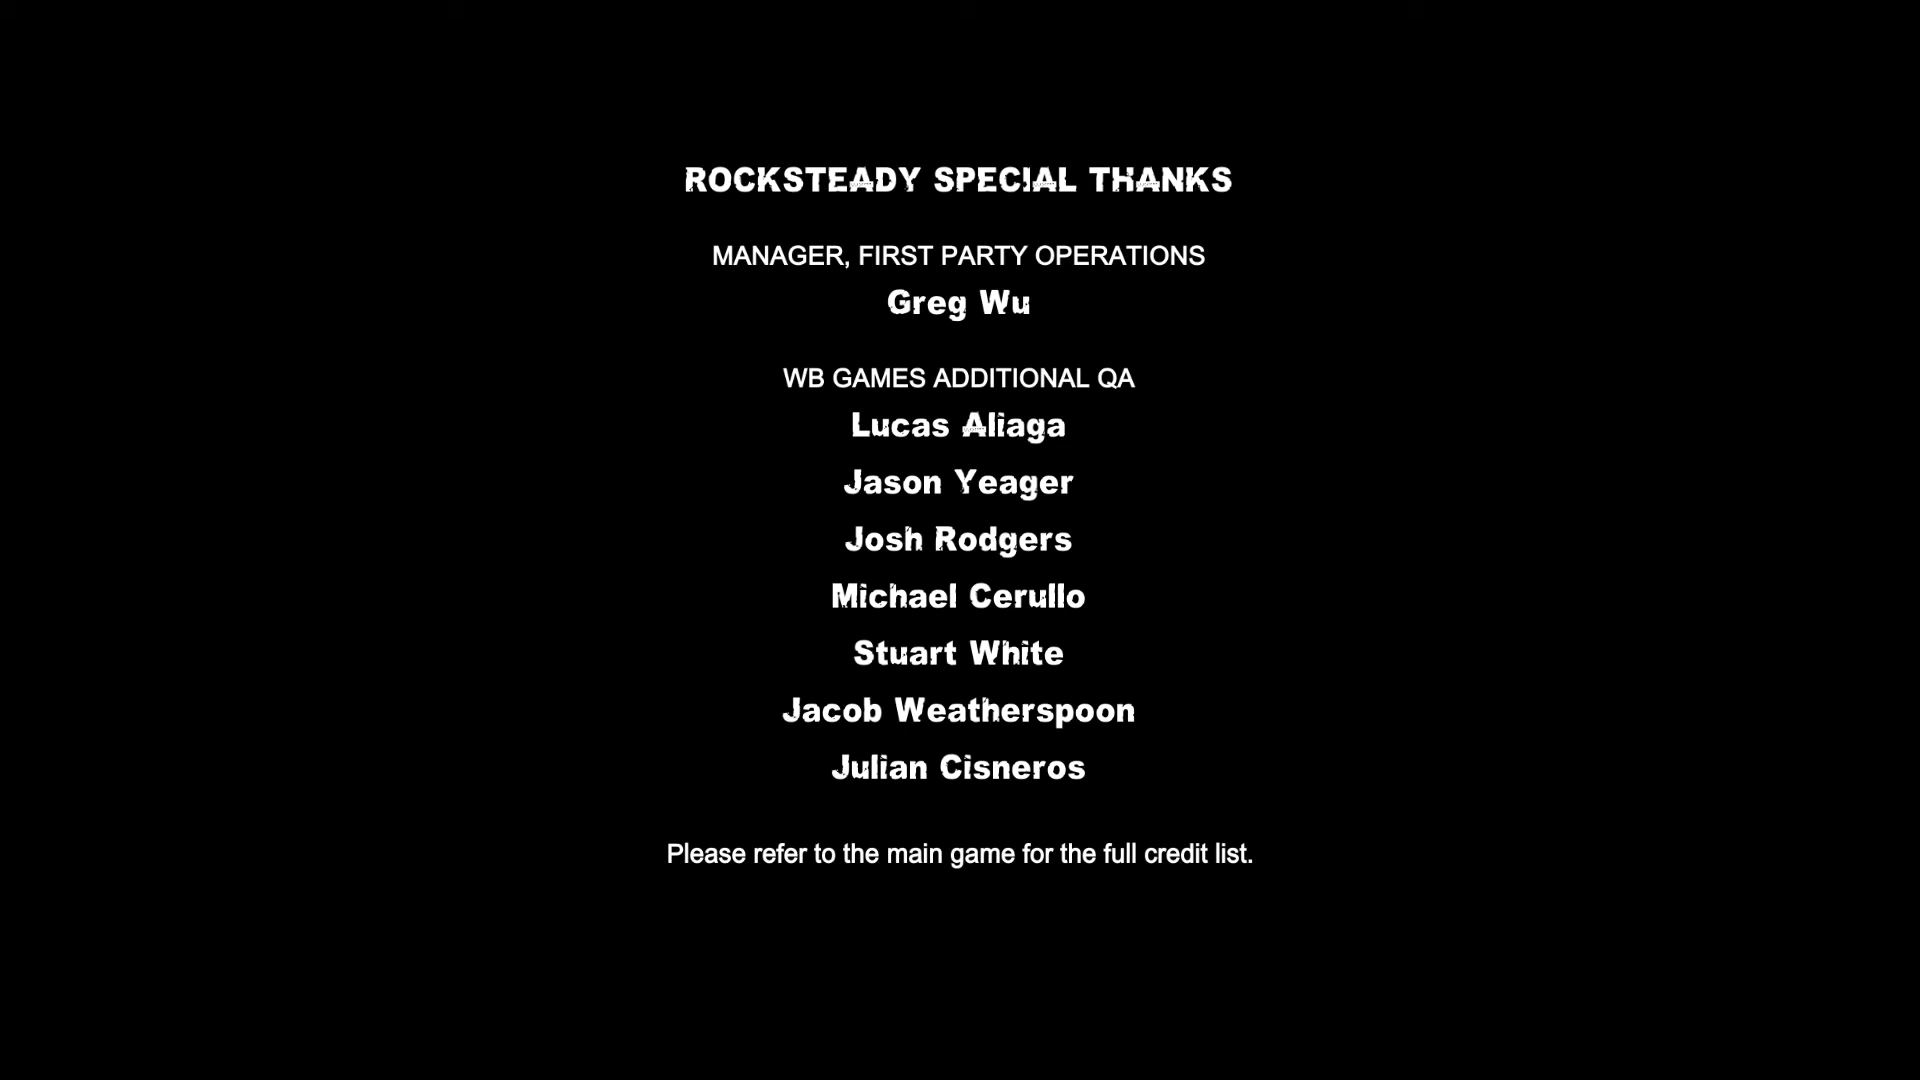 ROCKSTEADY SPECIAL THANKS
MANAGER, FIRST PARTY OPERATIONS
Greg Wu
WB GAMES ADDITIONAL QA
Lucas Aliaga
Jason Yeager
Josh Rodgers
Michael Cerullo
Stuart White
Jacob Weatherspoon
Julian Cisneros
Please refer to the main game for the full credit list.